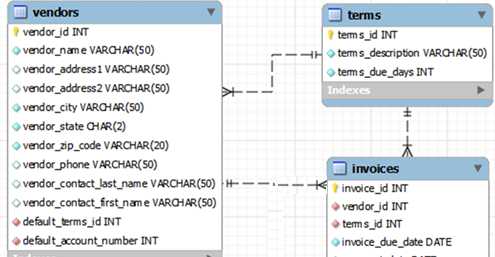 vendors
vendor_id INT
vendor_name VARCHAR(50)
vendor_address1 VARCHAR(50)
vendor_address2 VARCHAR(50)
vendor_city VARCHAR(50)
vendor_state CHAR(2)
vendor_zip_code VARCHAR(20)
vendor_phone VARCHAR(50)
vendor_contact_last_name VARCHAR(50)
vendor_contact_first_name VARCHAR(50)
default_terms_id INT
default_account_number INT
terms
terms_id INT
terms_description VARCHAR(50)
terms_due_days INT
Indexes
invoices
invoice_id INT
vendor_id INT
terms_id INT
invoice_due_date DATE